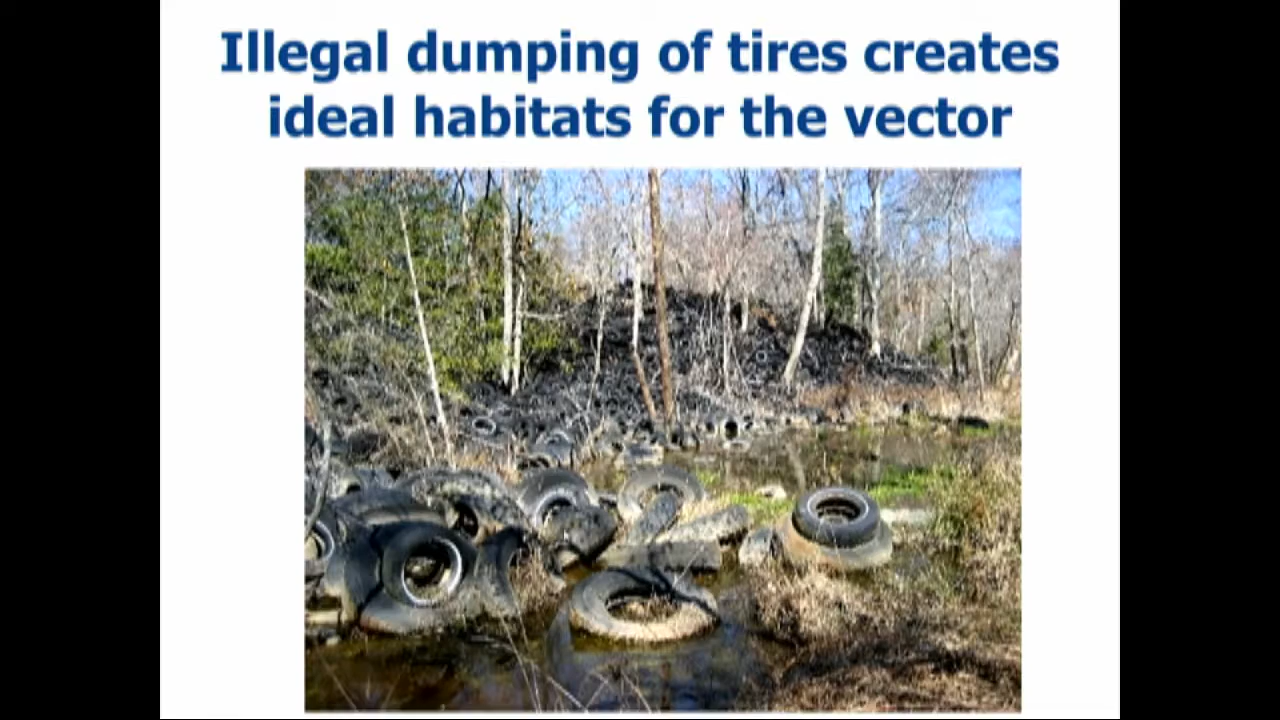 Illegal dumping of tires creates
ideal habitats for the vector